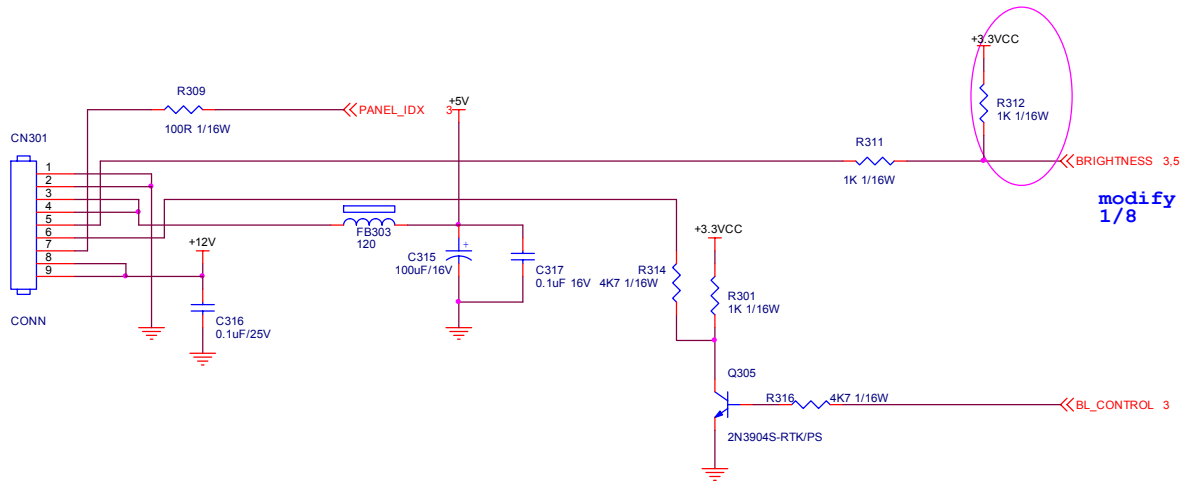 +3.3VCC
R309
100R 1/16W
PANEL_IDX 3
+5V
R312
1K 1/16W
CN301
R311
1K 1/16W
BRIGHTNESS 3,5
1
2
3
4
5
6
7
8
9
modify
1/8
FB303
120
+12V
+3.3VCC
C315
100uF/16V
+
C317
0.1uF 16V
R314
4K7 1/16W
R301
1K 1/16W
CONN
C316
0.1uF/25V
Q305
R316
4K7 1/16W
BL_CONTROL 3
2N3904S-RTK/PS